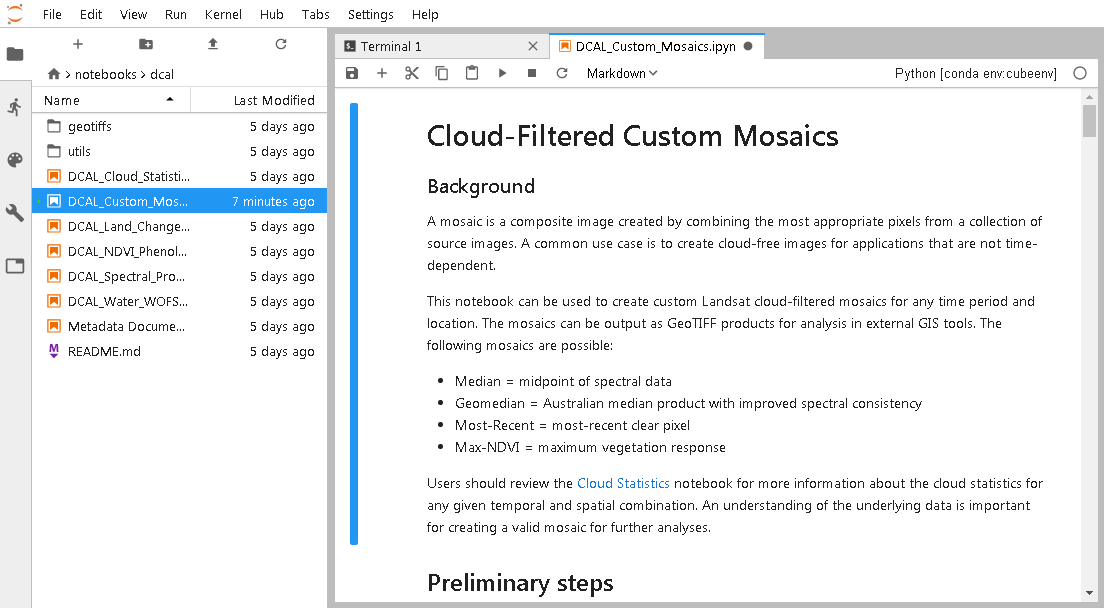 File Edit View Run Kernel Hub Tabs Settings Help
Terminal 1
DCAL_Custom_Mosaics.ipyn
Markdown
Python [conda env:cubeenv]
notebooks > dcal
Name Last Modified
geotiffs 5 days ago
utils 5 days ago
DCAL_Cloud_Statisti... 5 days ago
DCAL_Custom_Mos... 7 minutes ago
DCAL_Land_Change... 5 days ago
DCAL_NDVI_Phenol... 5 days ago
DCAL_Spectral_Pro... 5 days ago
DCAL_Water_WOFS... 5 days ago
Metadata Docume... 5 days ago
README.md 5 days ago
Cloud-Filtered Custom Mosaics
Background
A mosaic is a composite image created by combining the most appropriate pixels from a collection of
source images. A common use case is to create cloud-free images for applications that are not time-
dependent.
This notebook can be used to create custom Landsat cloud-filtered mosaics for any time period and
location. The mosaics can be output as GeoTIFF products for analysis in external GIS tools. The
following mosaics are possible:
• Median = midpoint of spectral data
• Geomedian = Australian median product with improved spectral consistency
• Most-Recent = most-recent clear pixel
• Max-NDVI = maximum vegetation response
Users should review the Cloud Statistics notebook for more information about the cloud statistics for
any given temporal and spatial combination. An understanding of the underlying data is important
for creating a valid mosaic for further analyses.
Preliminary steps